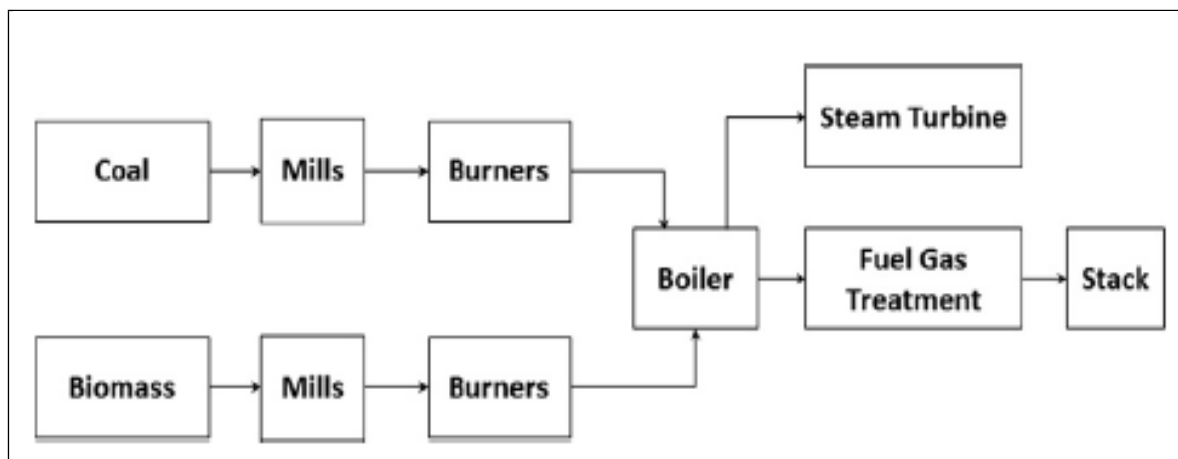 Steam Turbine
Coal
Mills
Burners
Boiler
Fuel Gas
Treatment
Stack
Biomass
Mills
Burners